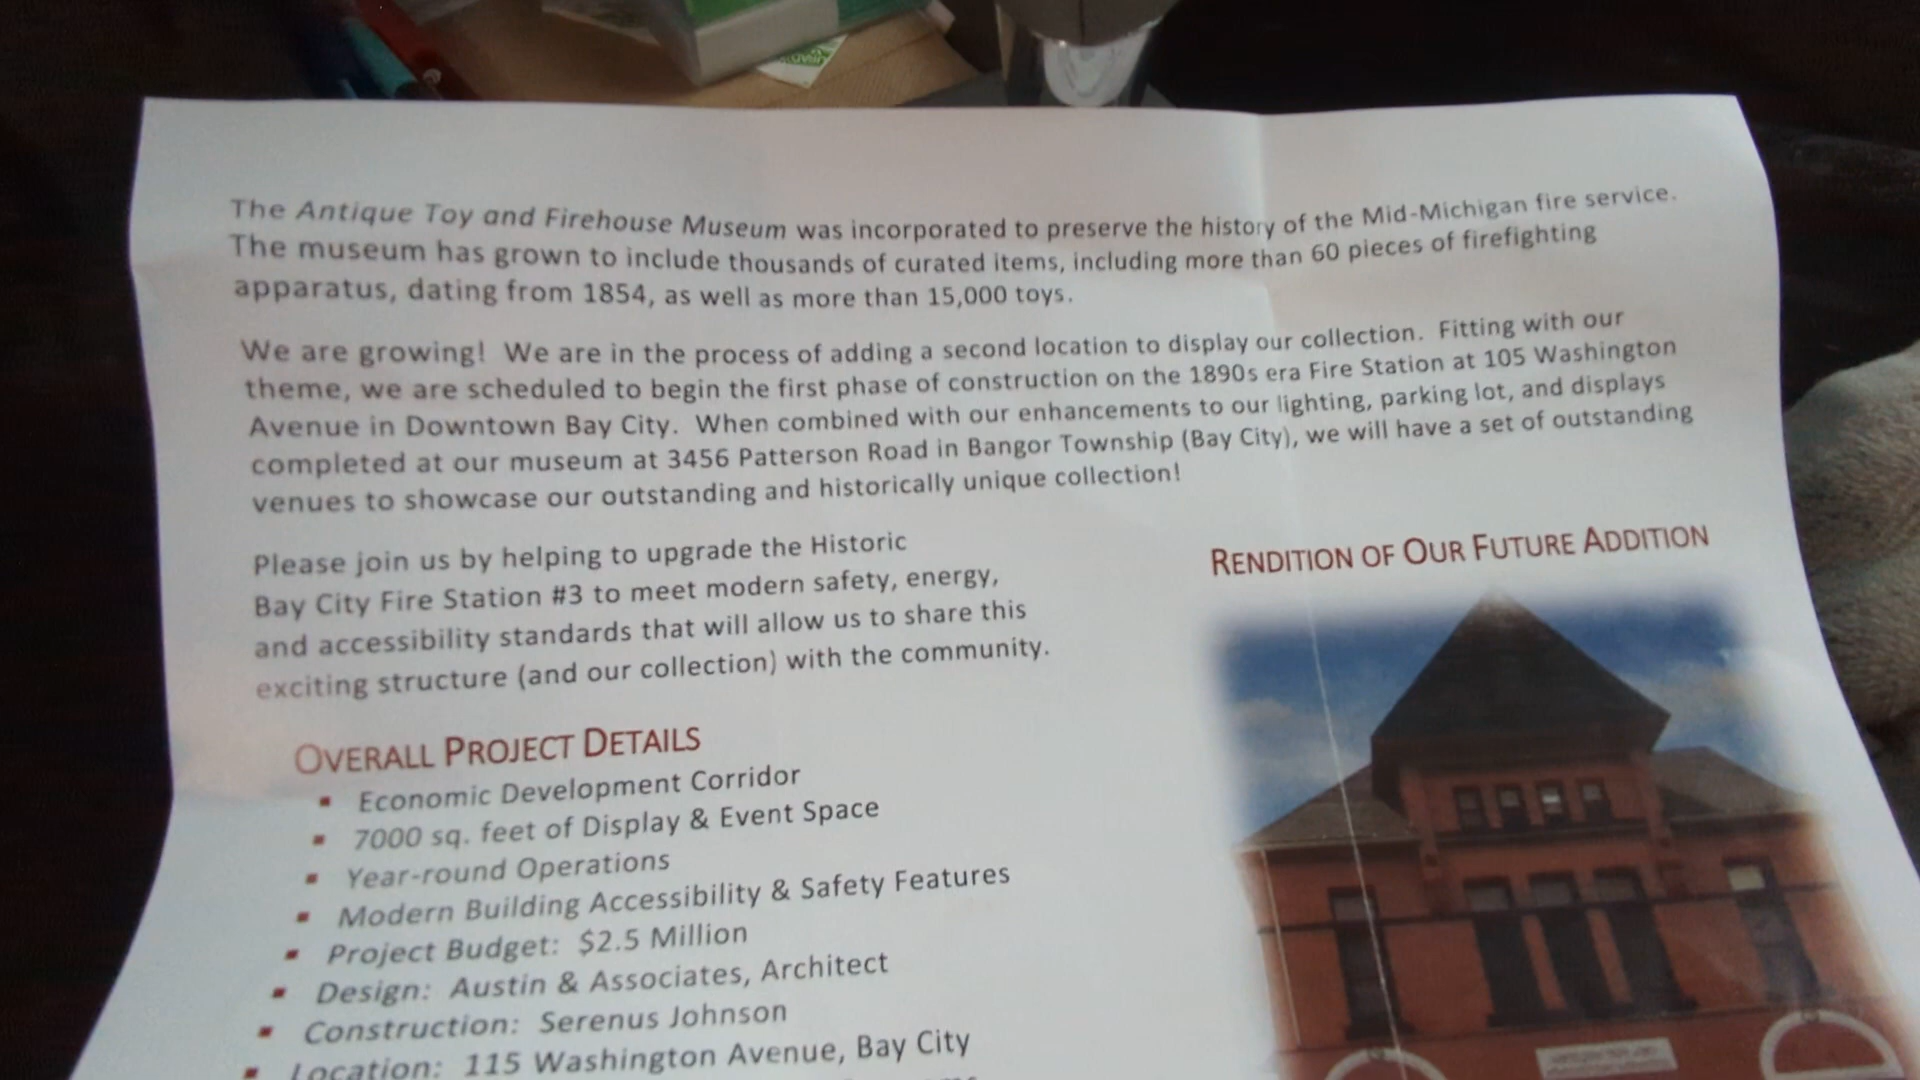 The Antique Toy and Firehouse Museum was incorporated to preserve the history of the Mid-Michigan fire service.
The museum has grown to include thousands of curated items, including more than 60 pieces of firefighting
apparatus, dating from 1854, as well as more than 15,000 toys.
We are growing!  We are in the process of adding a second location to display our collection.  Fitting with our
theme, we are scheduled to begin the first phase of construction on the 1890s era Fire Station at 105 Washington
Avenue in Downtown Bay City.  When combined with our enhancements to our lighting, parking lot, and displays
completed at our museum at 3456 Patterson Road in Bangor Township (Bay City), we will have a set of outstanding
venues to showcase our outstanding and historically unique collection!
Please join us by helping to upgrade the Historic
Bay City Fire Station #3 to meet modern safety, energy,
and accessibility standards that will allow us to share this
exciting structure (and our collection) with the community.
RENDITION OF OUR FUTURE ADDITION
OVERALL PROJECT DETAILS
▪ Economic Development Corridor
▪ 7000 sq. feet of Display & Event Space
▪ Year-round Operations
▪ Modern Building Accessibility & Safety Features
▪ Project Budget:  $2.5 Million
▪ Design:  Austin & Associates, Architect
▪ Construction:  Serenus Johnson
▪ Location:  115 Washington Avenue, Bay City